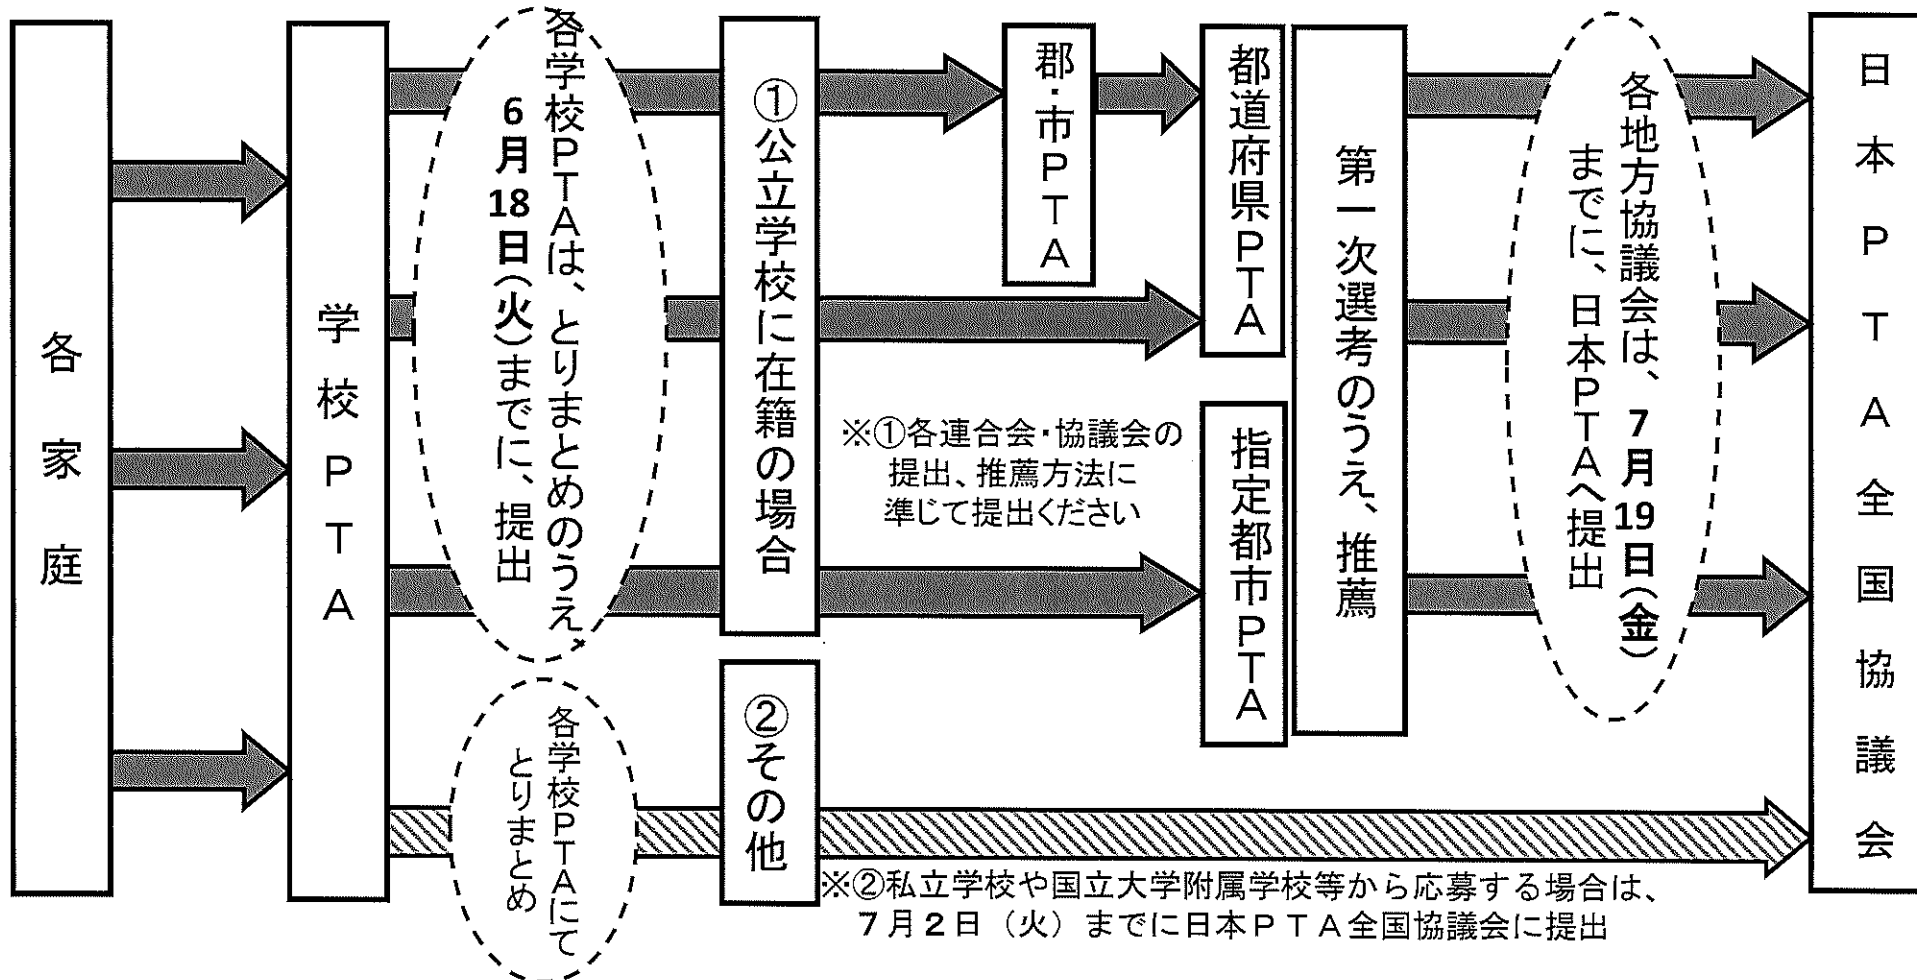 各家庭
学校PTA
各学校PTAは、とりまとめのうえ
6月18日(火)までに、提出
①公立学校に在籍の場合
郡・市PTA
都道府県PTA
※①各連合会・協議会の
提出、推薦方法に
準じて提出ください
指定都市PTA
第一次選考のうえ、推薦
各地方協議会は、7月19日(金)
までに、日本PTAへ提出
日本PTA全国協議会
各学校PTAにて
とりまとめ
②その他
※②私立学校や国立大学附属学校等から応募する場合は、
7月2日（火）までに日本PTA全国協議会に提出